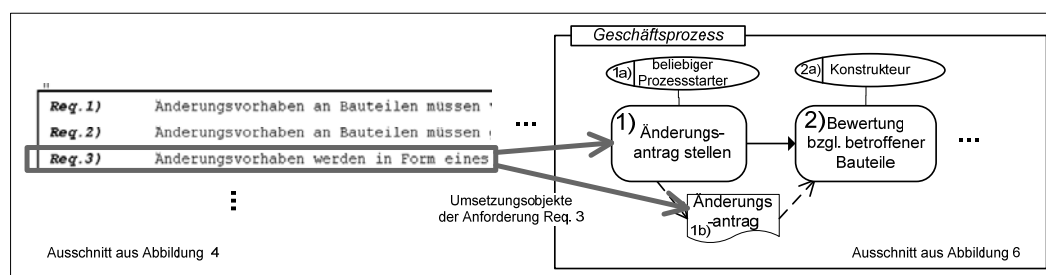 Geschäftsprozess
"
Req.1) Änderungsvorhaben an Bauteilen müssen
Req.2) Änderungsvorhaben an Bauteilen müssen
Req.3) Änderungsvorhaben werden in Form eines
...
Umsetzungsobjekte
der Anforderung Req. 3
Ausschnitt aus Abbildung 4
1a) beliebiger
Prozessstarter
2a) Konstrukteur
1) Änderungs-
antrag stellen
2) Bewertung
bzgl. betroffener
Bauteile
...
Änderungs
-antrag
1b)
Ausschnitt aus Abbildung 6